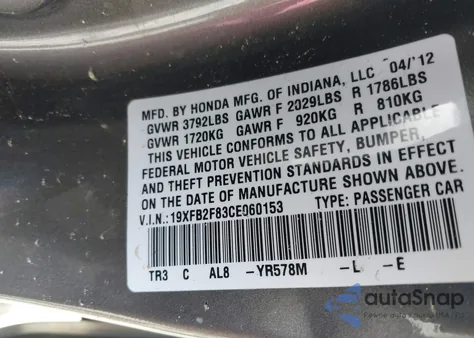 MFD. BY HONDA MFG. OF INDIANA, LLC 04/12
GVWR 3792LBS GAWR F 2029LBS R 1786LBS
GVWR 1720KG GAWR F 920KG R 810KG
THIS VEHICLE CONFORMS TO ALL APPLICABLE
FEDERAL MOTOR VEHICLE SAFETY, BUMPER,
AND THEFT PREVENTION STANDARDS IN EFFECT
ON THE DATE OF MANUFACTURE SHOWN ABOVE.
V.I.N.: 19XFB2F83CE060153 TYPE: PASSENGER CAR
TR3 C AL8 -YR578M -L -E
autoSnap